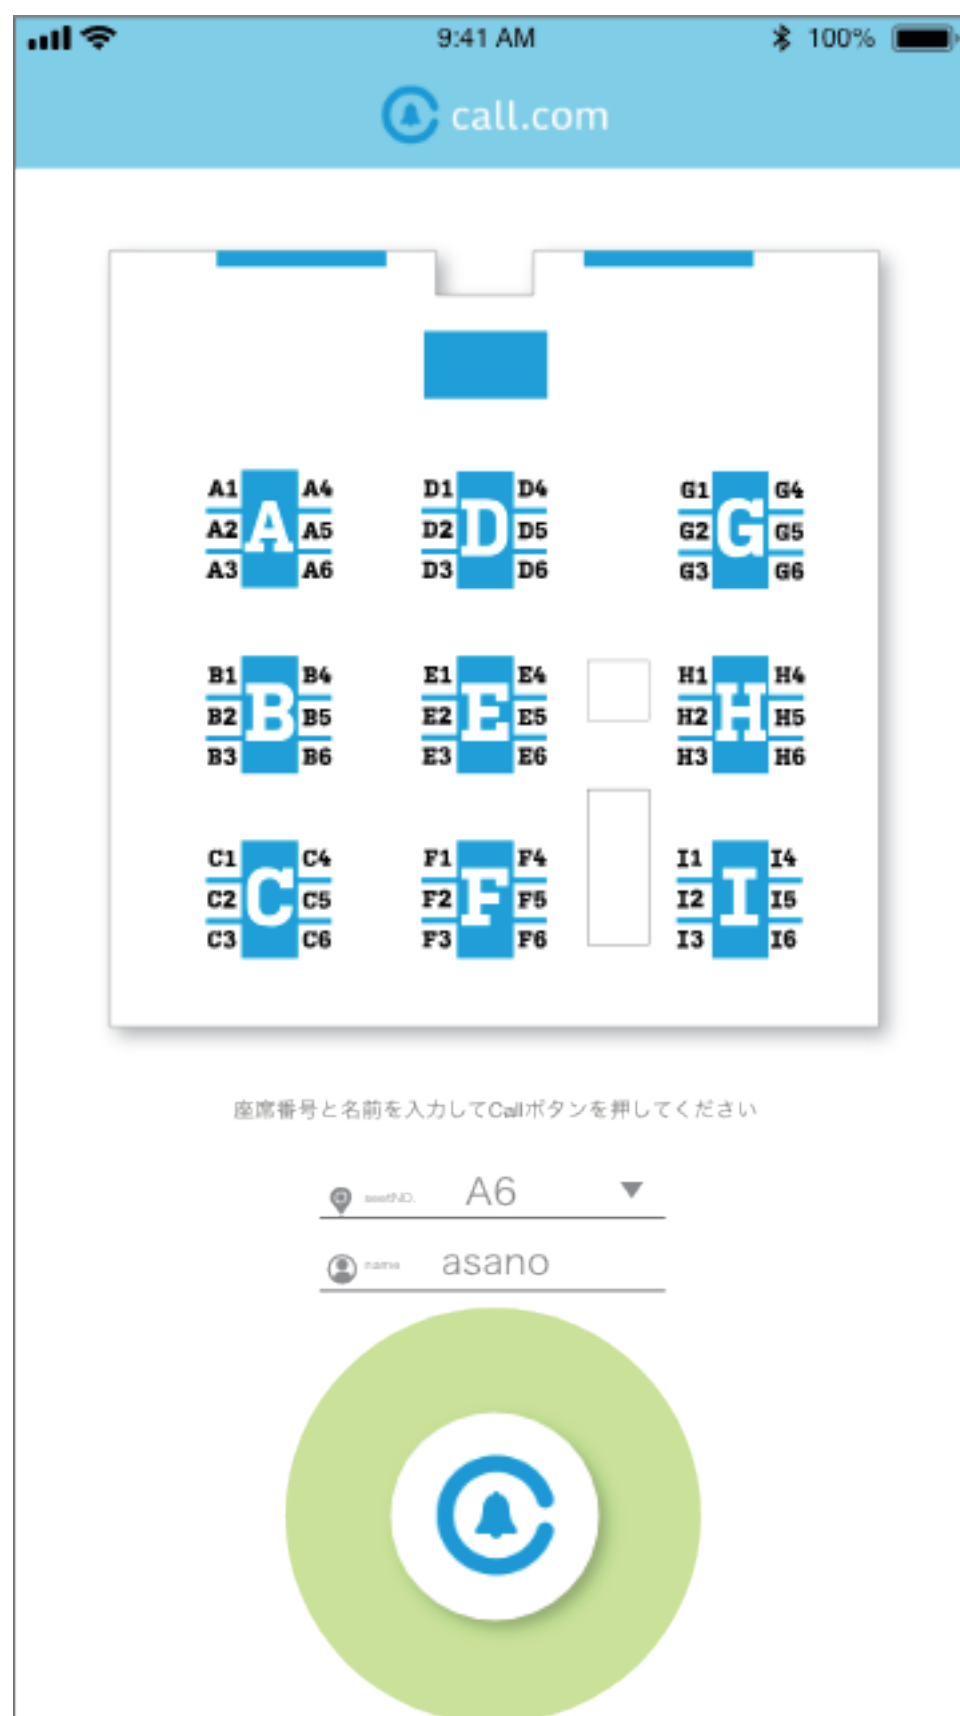 9:41 AM 100%
call.com
A1 A4 D1 D4 G1 G4
A2 A A5 D2 D D5 G2 G G5
A3 A6 D3 D6 G3 G6
B1 B4 E1 E4 H1 H4
B2 B B5 E2 E E5 H2 H H5
B3 B6 E3 E6 H3 H6
C1 C4 F1 F4 I1 I4
C2 C C5 F2 F F5 I2 I I5
C3 C6 F3 F6 I3 I6
座席番号と名前を入力してCallボタンを押してください
seetNO. A6
name asano